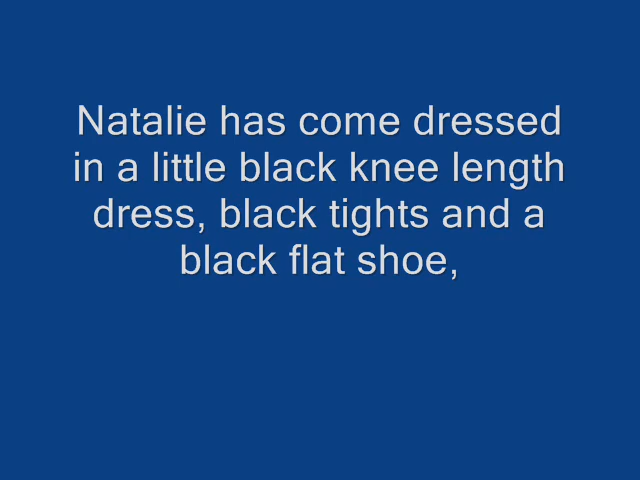 Natalie has come dressed
in a little black knee length
dress, black tights and a
black flat shoe,